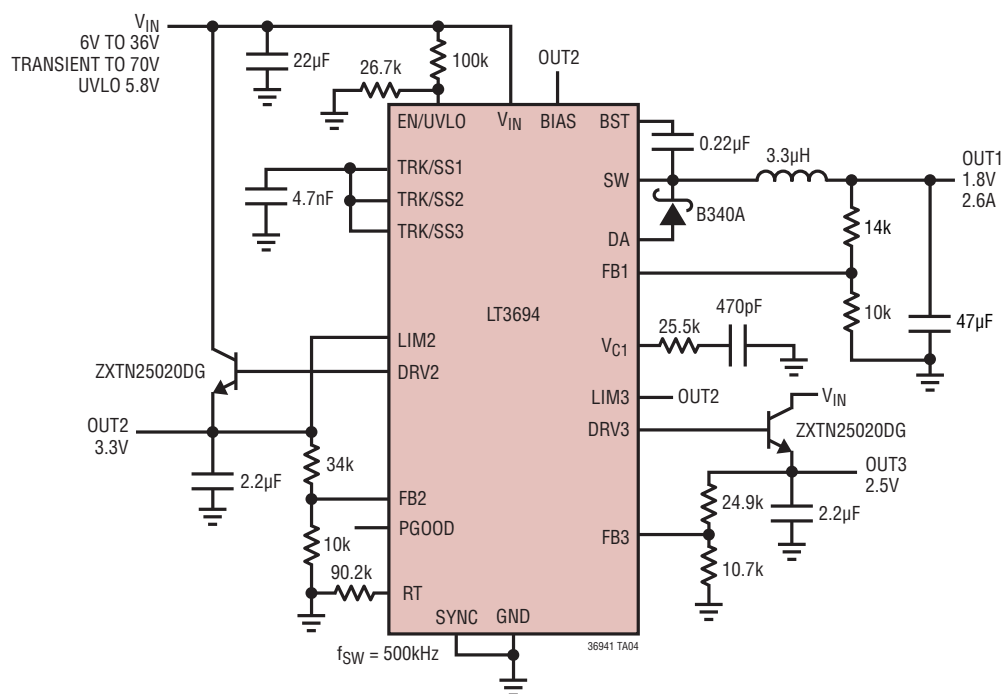 VIN
6V TO 36V
TRANSIENT TO 70V
UVLO 5.8V
22µF
26.7k
100k
OUT2
EN/UVLO
VIN
BIAS
BST
0.22µF
3.3µH
OUT1
1.8V
2.6A
TRK/SS1
TRK/SS2
TRK/SS3
4.7nF
SW
B340A
DA
FB1
14k
10k
47µF
LT3694
470pF
25.5k
VC1
LIM2
DRV2
ZXTN25020DG
LIM3
OUT2
VIN
DRV3
ZXTN25020DG
OUT2
3.3V
34k
2.2µF
OUT3
2.5V
24.9k
2.2µF
FB2
PGOOD
10k
FB3
10.7k
90.2k
RT
SYNC
GND
36941 TA04
fSW = 500kHz